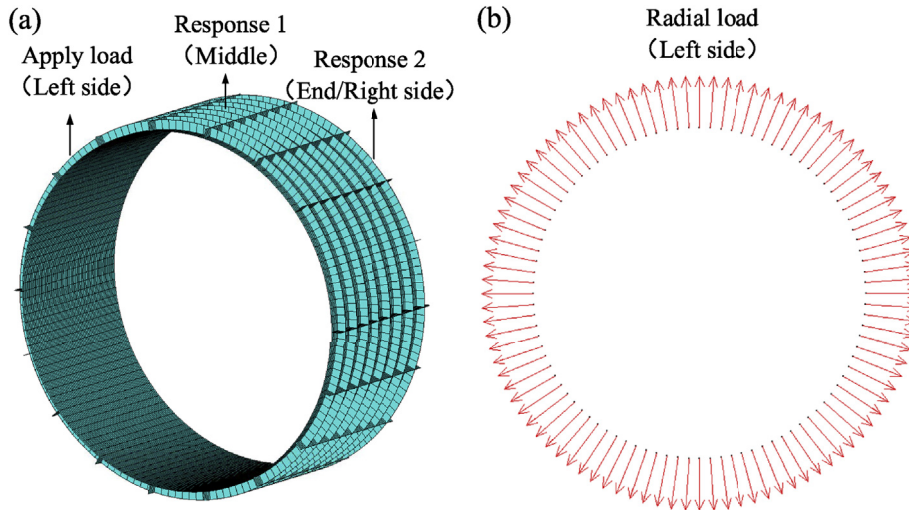 (a)
Apply load
（Left side）
Response 1
（Middle）
Response 2
（End/Right side）
(b)
Radial load
（Left side）